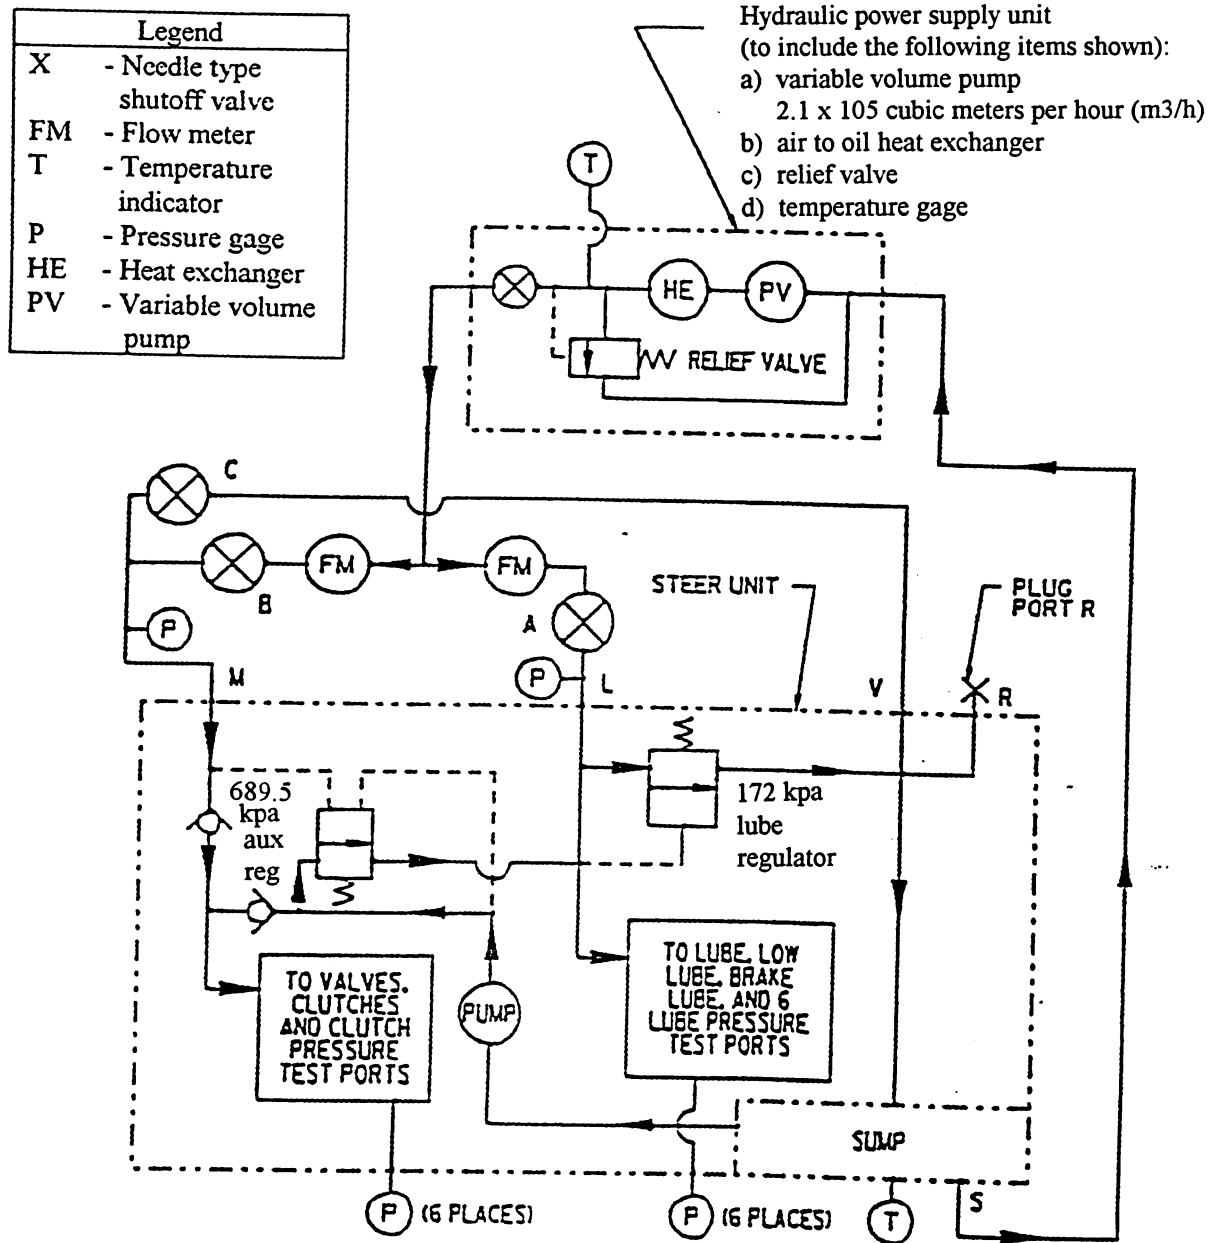 Legend
X - Needle type
shutoff valve
FM - Flow meter
T - Temperature
indicator
P - Pressure gage
HE - Heat exchanger
PV - Variable volume
pump
Hydraulic power supply unit
(to include the following items shown):
a) variable volume pump
2.1 x 105 cubic meters per hour (m3/h)
b) air to oil heat exchanger
c) relief valve
d) temperature gage
T
HE
PV
RELIEF VALVE
C
FM
FM
B
A
P
P
M
L
STEER UNIT
V
PLUG
PORT R
R
689.5
kpa
aux
reg
172 kpa
lube
regulator
TO VALVES,
CLUTCHES
AND CLUTCH
PRESSURE
TEST PORTS
PUMP
TO LUBE, LOW
LUBE, BRAKE
LUBE, AND 6
LUBE PRESSURE
TEST PORTS
SUMP
P (6 PLACES)
P (6 PLACES)
T
S